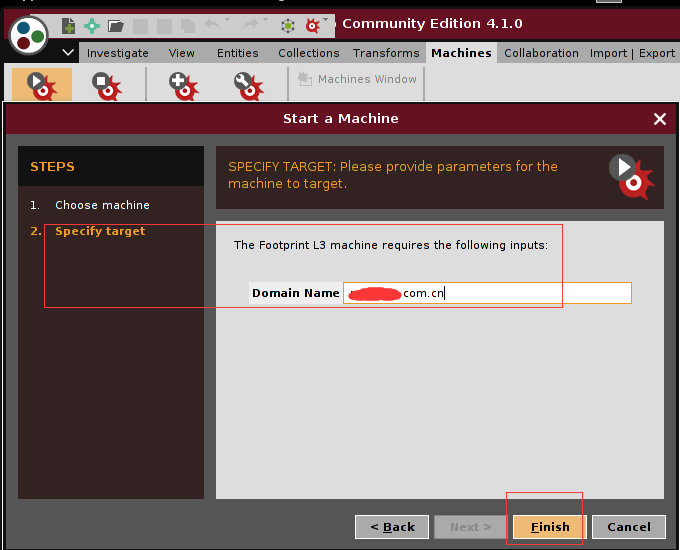 Community Edition 4.1.0
Investigate View Entities Collections Transforms Machines Collaboration Import | Export
Machines Window
Start a Machine
STEPS
1. Choose machine
2. Specify target
SPECIFY TARGET: Please provide parameters for the
machine to target.
The Footprint L3 machine requires the following inputs:
Domain Name com.cn
< Back Next > Finish Cancel